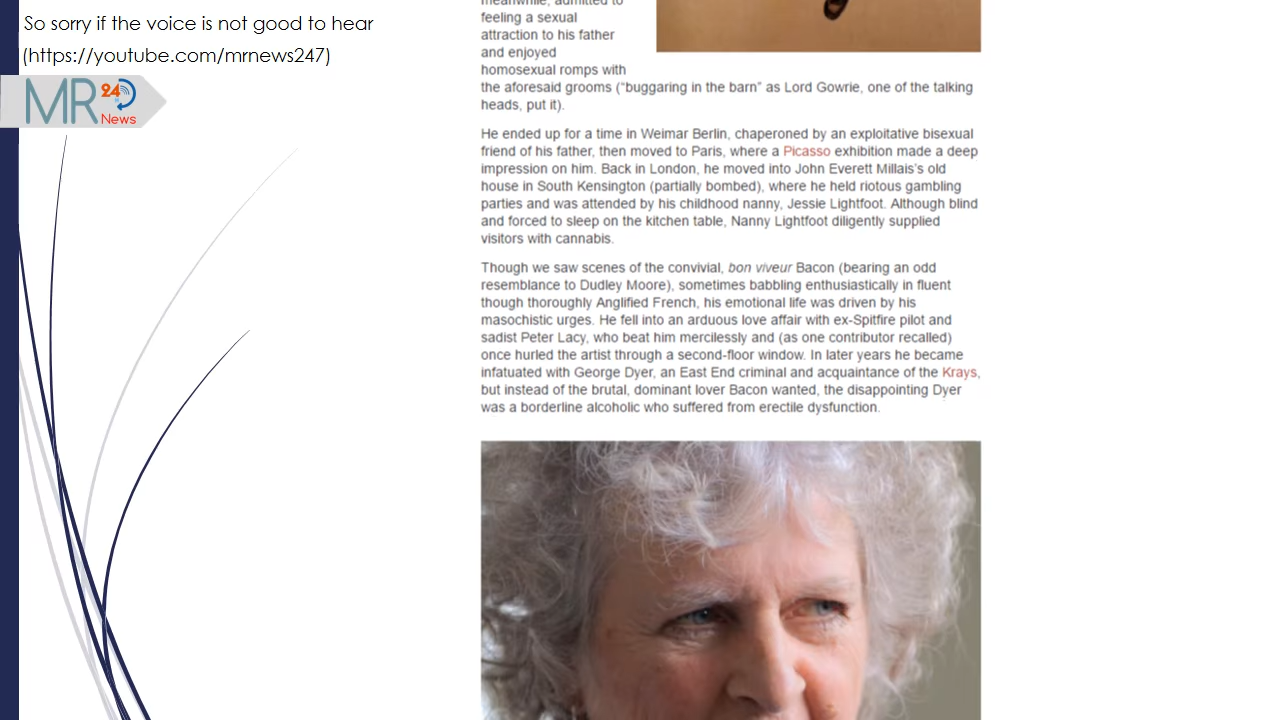 So sorry if the voice is not good to hear
(https://youtube.com/mrnews247)
MR 24
News
meanwhile, admitted to
feeling a sexual
attraction to his father
and enjoyed
homosexual romps with
the aforesaid grooms (“buggaring in the barn” as Lord Gowrie, one of the talking
heads, put it).
He ended up for a time in Weimar Berlin, chaperoned by an exploitative bisexual
friend of his father, then moved to Paris, where a Picasso exhibition made a deep
impression on him. Back in London, he moved into John Everett Millais’s old
house in South Kensington (partially bombed), where he held riotous gambling
parties and was attended by his childhood nanny, Jessie Lightfoot. Although blind
and forced to sleep on the kitchen table, Nanny Lightfoot diligently supplied
visitors with cannabis.
Though we saw scenes of the convivial, bon viveur Bacon (bearing an odd
resemblance to Dudley Moore), sometimes babbling enthusiastically in fluent
though thoroughly Anglified French, his emotional life was driven by his
masochistic urges. He fell into an arduous love affair with ex-Spitfire pilot and
sadist Peter Lacy, who beat him mercilessly and (as one contributor recalled)
once hurled the artist through a second-floor window. In later years he became
infatuated with George Dyer, an East End criminal and acquaintance of the Krays,
but instead of the brutal, dominant lover Bacon wanted, the disappointing Dyer
was a borderline alcoholic who suffered from erectile dysfunction.